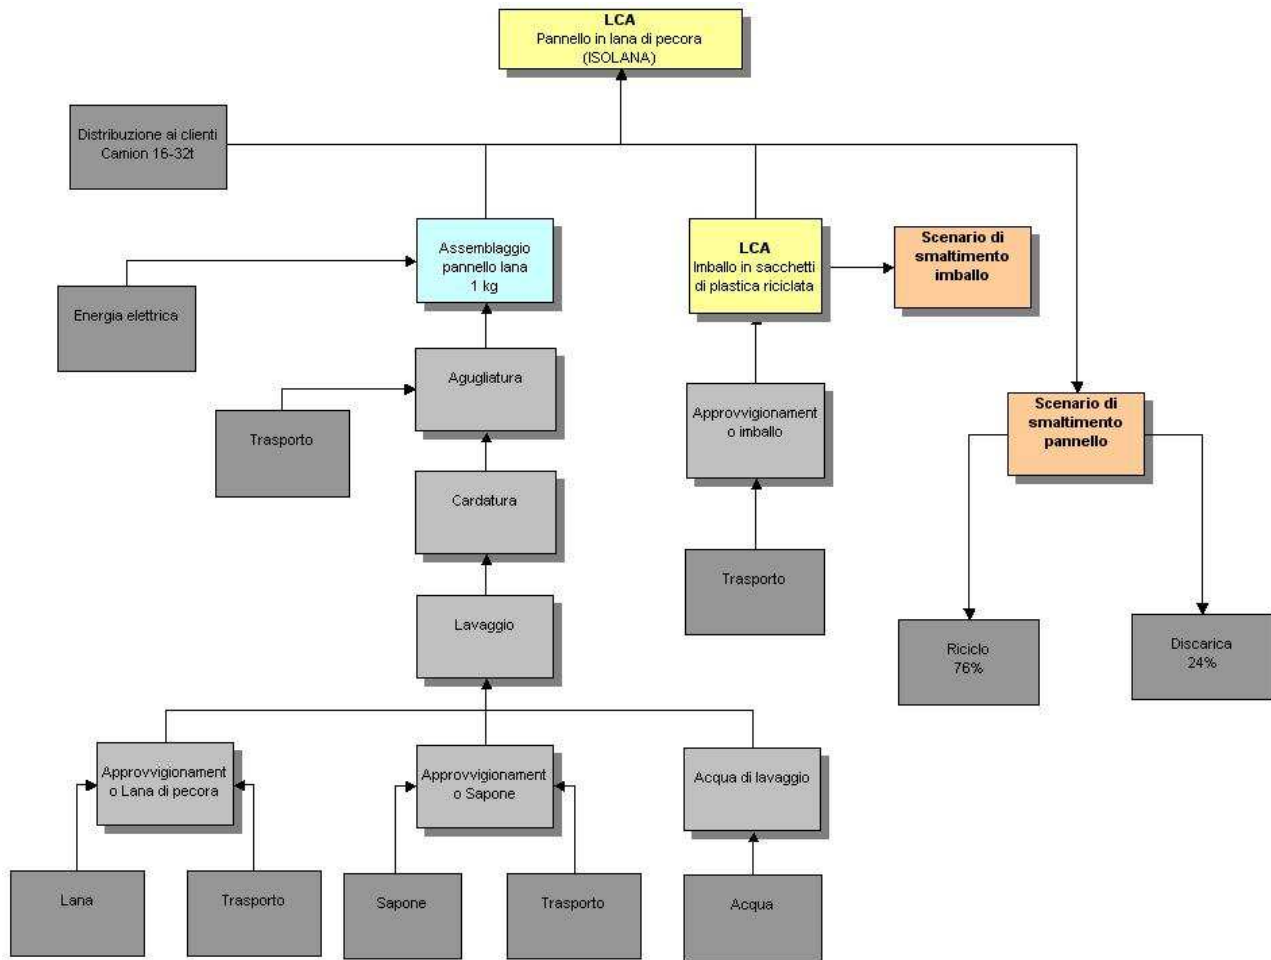 LCA
Pannello in lana di pecora
(ISOLANA)
Distribuzione ai clienti
Camion 16-32t
Assemblaggio
pannello lana
1 kg
LCA
Imballo in sacchetti
di plastica riciclata
Scenario di
smaltimento
imballo
Energia elettrica
Agugliatura
Approvvigionament
o imballo
Scenario di
smaltimento
pannello
Trasporto
Cardatura
Trasporto
Lavaggio
Riciclo
76%
Discarica
24%
Approvvigionament
o Lana di pecora
Approvvigionament
o Sapone
Acqua di lavaggio
Lana
Trasporto
Sapone
Trasporto
Acqua